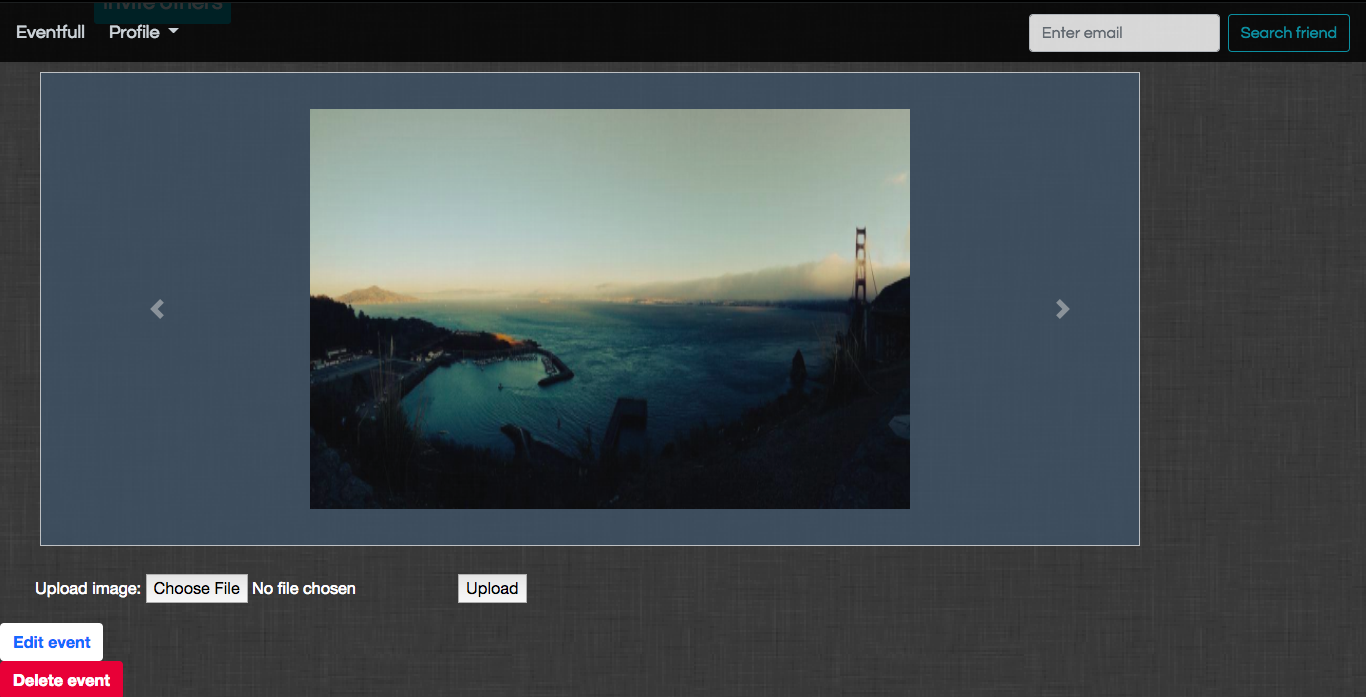 Invite others
Eventfull Profile Enter email Search friend
Upload image: Choose File No file chosen Upload
Edit event
Delete event